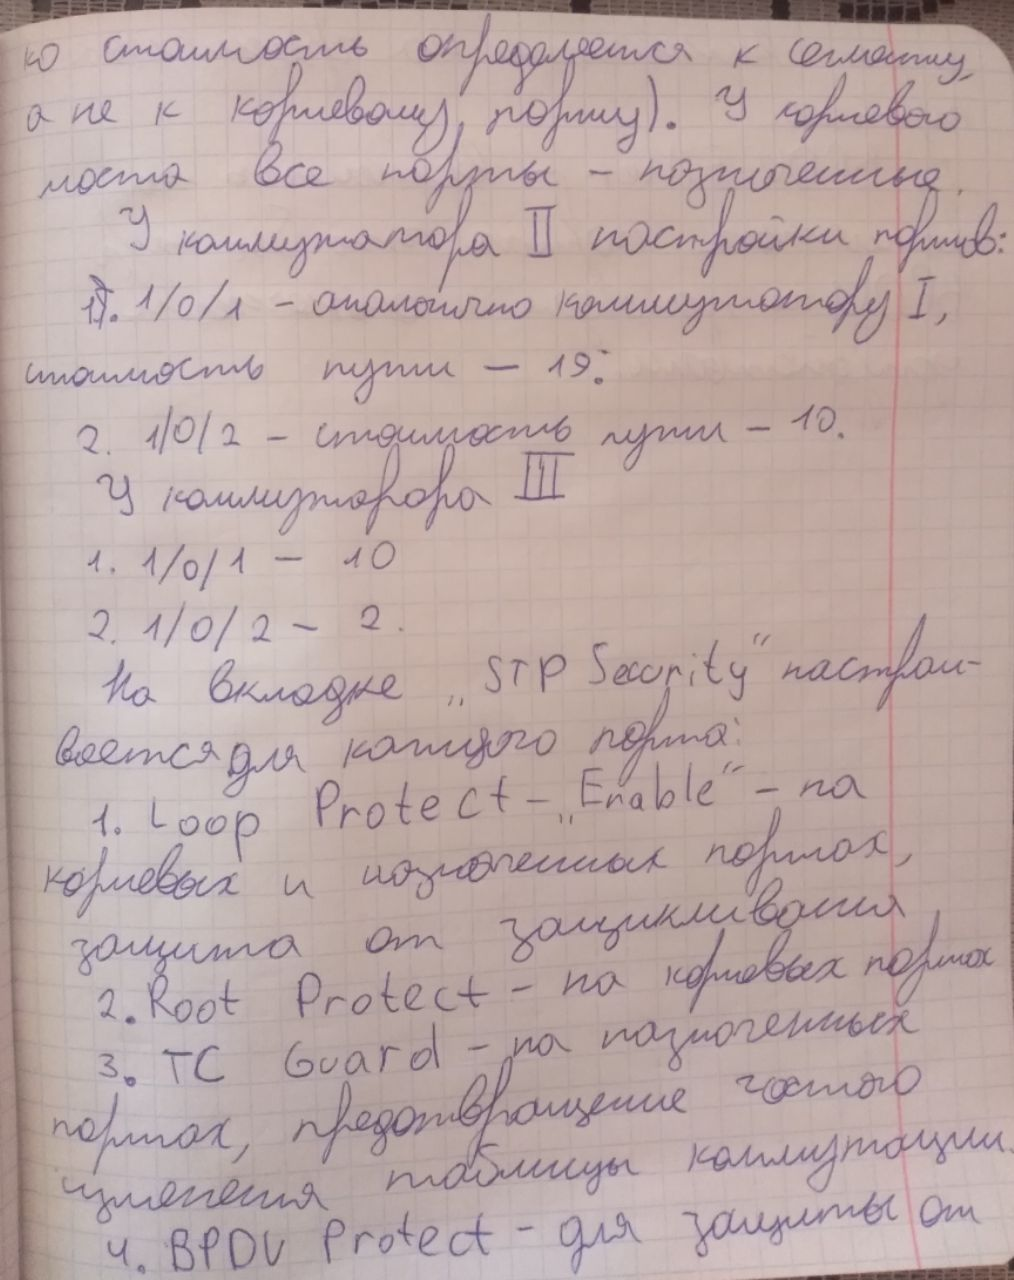 ко стоимость определяется к сегменту,
а не к корневому порту). У корневого
моста все порты – назначенные.
У коммутатора II настройки портов:
1. 1/0/1 – аналогично коммутатору I,
стоимость пути – 19.
2. 1/0/2 – стоимость пути – 10.
У коммутарора III
1. 1/0/1 – 10
2. 1/0/2 – 2.
На вкладке „STP Security“ настраи-
вается для каждого порта:
1. Loop Protect – „Enable“ – на
корневых и назначенных портах,
защита от зацикливания
2. Root Protect – на корневых портах
3. TC Guard – на назначенных
портах, предотвращение частого
изменения таблицы коммутации.
4. BPDU Protect – для защиты от